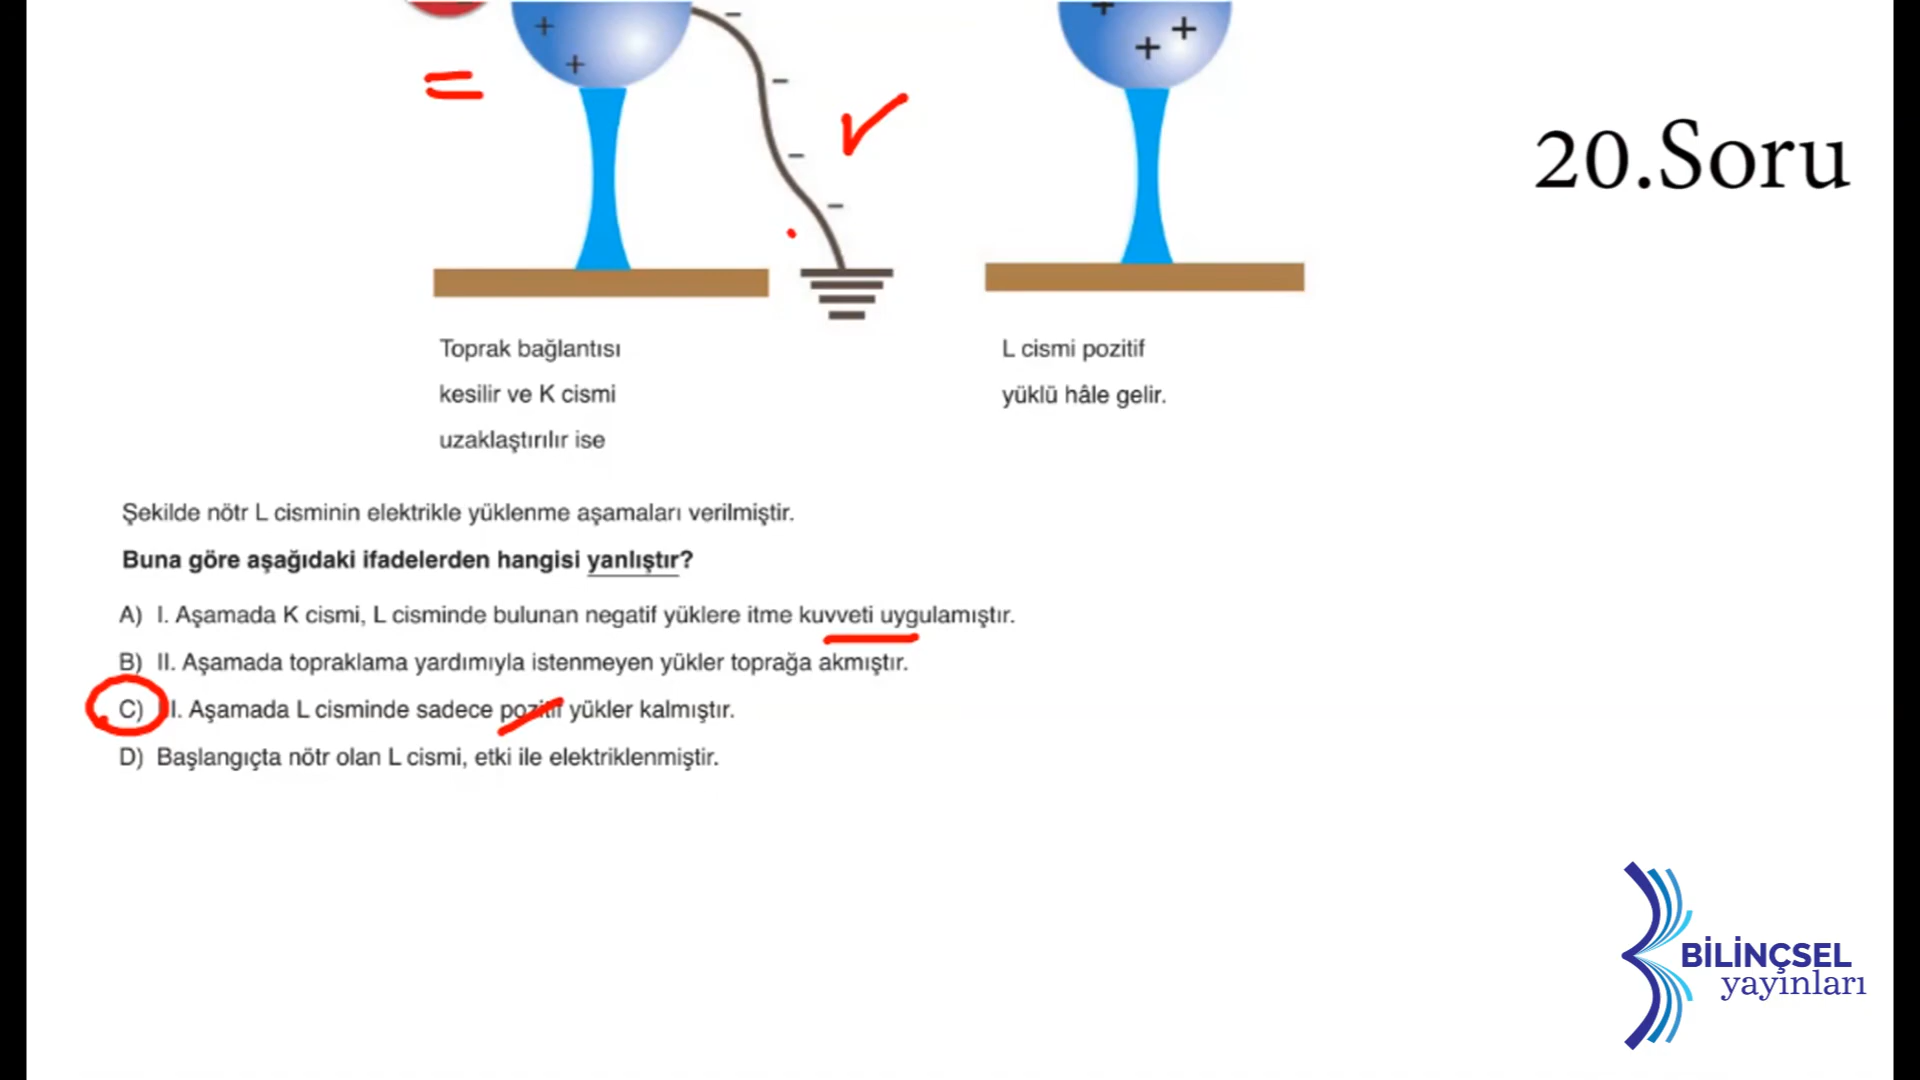 20.Soru
Toprak bağlantısı
kesilir ve K cismi
uzaklaştırılır ise
L cismi pozitif
yüklü hâle gelir.
Şekilde nötr L cisminin elektrikle yüklenme aşamaları verilmiştir.
Buna göre aşağıdaki ifadelerden hangisi yanlıştır?
A) I. Aşamada K cismi, L cisminde bulunan negatif yüklere itme kuvveti uygulamıştır.
B) II. Aşamada topraklama yardımıyla istenmeyen yükler toprağa akmıştır.
C) II. Aşamada L cisminde sadece pozitif yükler kalmıştır.
D) Başlangıçta nötr olan L cismi, etki ile elektriklenmiştir.
BİLİNÇSEL
yayınları